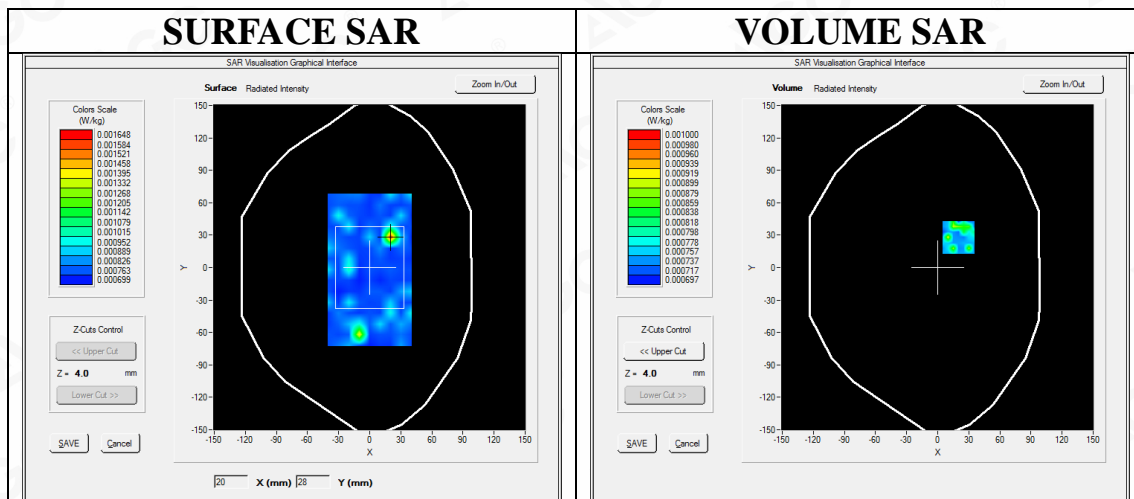 SURFACE SAR
SAR Visualisation Graphical Interface
Surface Radiated Intensity
Zoom In/Out
Colors Scale
(W/kg)
0.001648
0.001584
0.001521
0.001458
0.001395
0.001332
0.001268
0.001205
0.001142
0.001079
0.001015
0.000952
0.000889
0.000826
0.000763
0.000699
Z-Cuts Control
<< Upper Cut
Z = 4.0 mm
Lower Cut >>
SAVE Cancel
150
120
90
60
30
0
-30
-60
-90
-120
-150
Y
-150 -120 -90 -60 -30 0 30 60 90 120 150
X
20 X (mm) 28 Y (mm)
VOLUME SAR
SAR Visualisation Graphical Interface
Volume Radiated Intensity
Zoom In/Out
Colors Scale
(W/kg)
0.001000
0.000980
0.000960
0.000939
0.000919
0.000899
0.000879
0.000859
0.000838
0.000818
0.000798
0.000778
0.000757
0.000737
0.000717
0.000697
Z-Cuts Control
<< Upper Cut
Z = 4.0 mm
Lower Cut >>
SAVE Cancel
150
120
90
60
30
0
-30
-60
-90
-120
-150
Y
-150 -120 -90 -60 -30 0 30 60 90 120 150
X